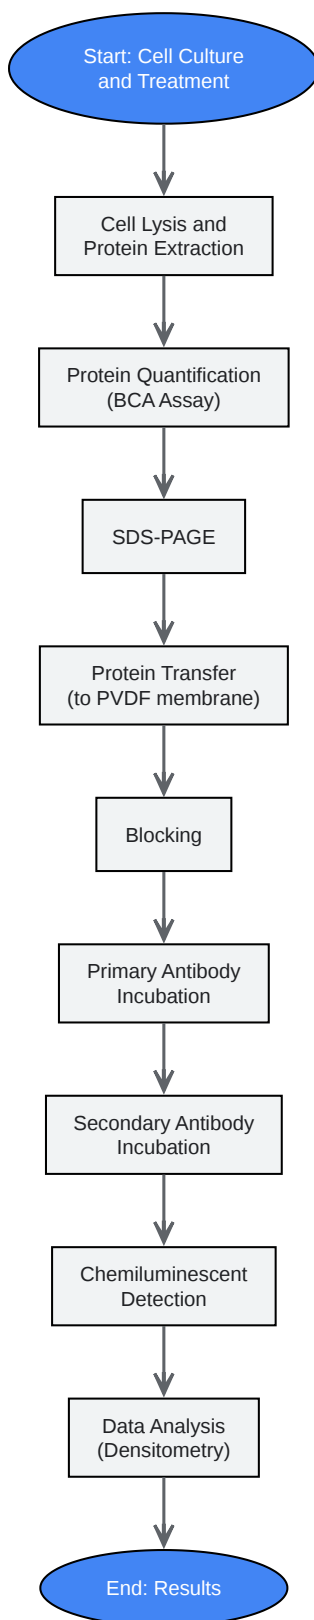 Start: Cell Culture
and Treatment
Cell Lysis and
Protein Extraction
Protein Quantification
(BCA Assay)
SDS-PAGE
Protein Transfer
(to PVDF membrane)
Blocking
Primary Antibody
Incubation
Secondary Antibody
Incubation
Chemiluminescent
Detection
Data Analysis
(Densitometry)
End: Results